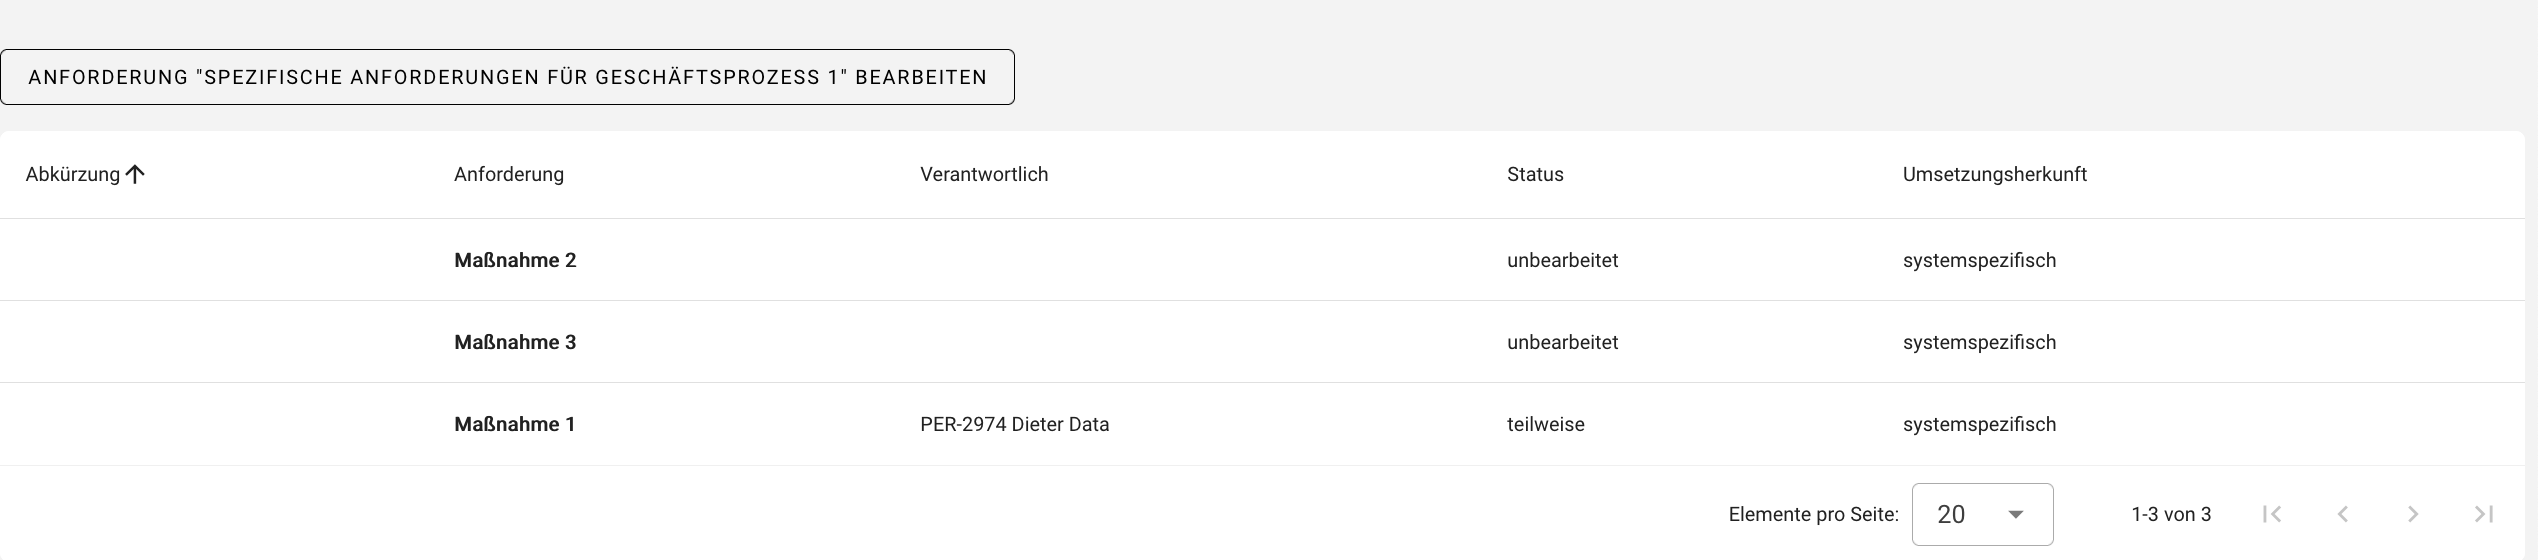 ANFORDERUNG "SPEZIFISCHE ANFORDERUNGEN FÜR GESCHÄFTSPROZESS 1" BEARBEITEN
Abkürzung Anforderung Verantwortlich Status Umsetzungsherkunft
Maßnahme 2 unbearbeitet systemspezifisch
Maßnahme 3 unbearbeitet systemspezifisch
Maßnahme 1 PER-2974 Dieter Data teilweise systemspezifisch
Elemente pro Seite: 20 1-3 von 3